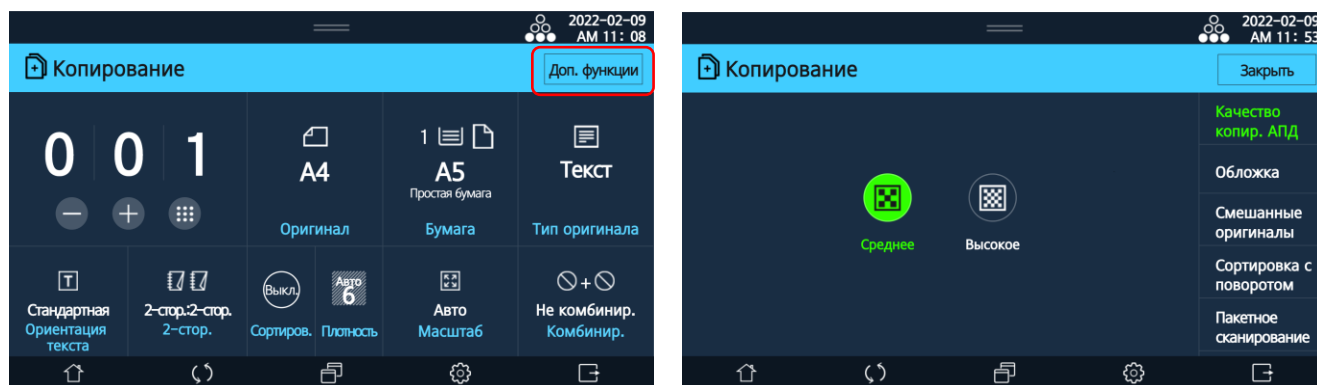 2022-02-09
AM 11: 08
Копирование
Доп. функции
0 0 1
A4
Оригинал
1
A5
Простая бумага
Бумага
Текст
Тип оригинала
T
Стандартная
Ориентация
текста
2-стор.:2-стор.
2-стор.
Выкл.
Сортиров.
Авто
6
Плотность
Авто
Масштаб
Не комбинир.
Комбинир.
2022-02-09
AM 11: 53
Копирование
Закрыть
Среднее
Высокое
Качество
копир. АПД
Обложка
Смешанные
оригиналы
Сортировка с
поворотом
Пакетное
сканирование